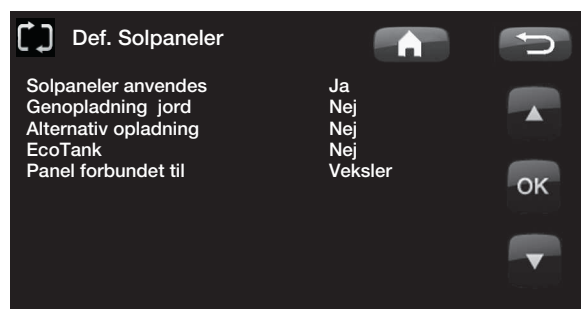 Def. Solpaneler
Solpaneler anvendes Ja
Genopladning jord Nej
Alternativ opladning Nej
EcoTank Nej
Panel forbundet til Veksler
OK